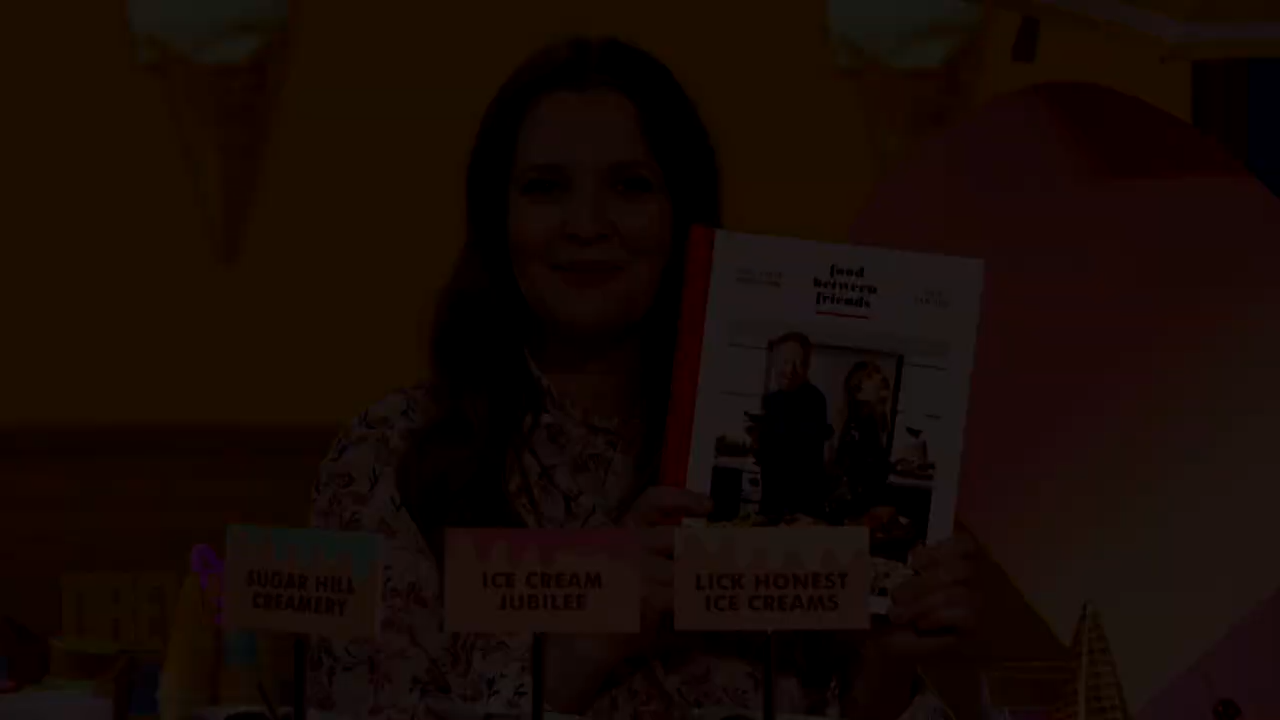 food
between
friends
SUGAR HILL
CREAMERY
ICE CREAM
JUBILEE
LICK HONEST
ICE CREAMS